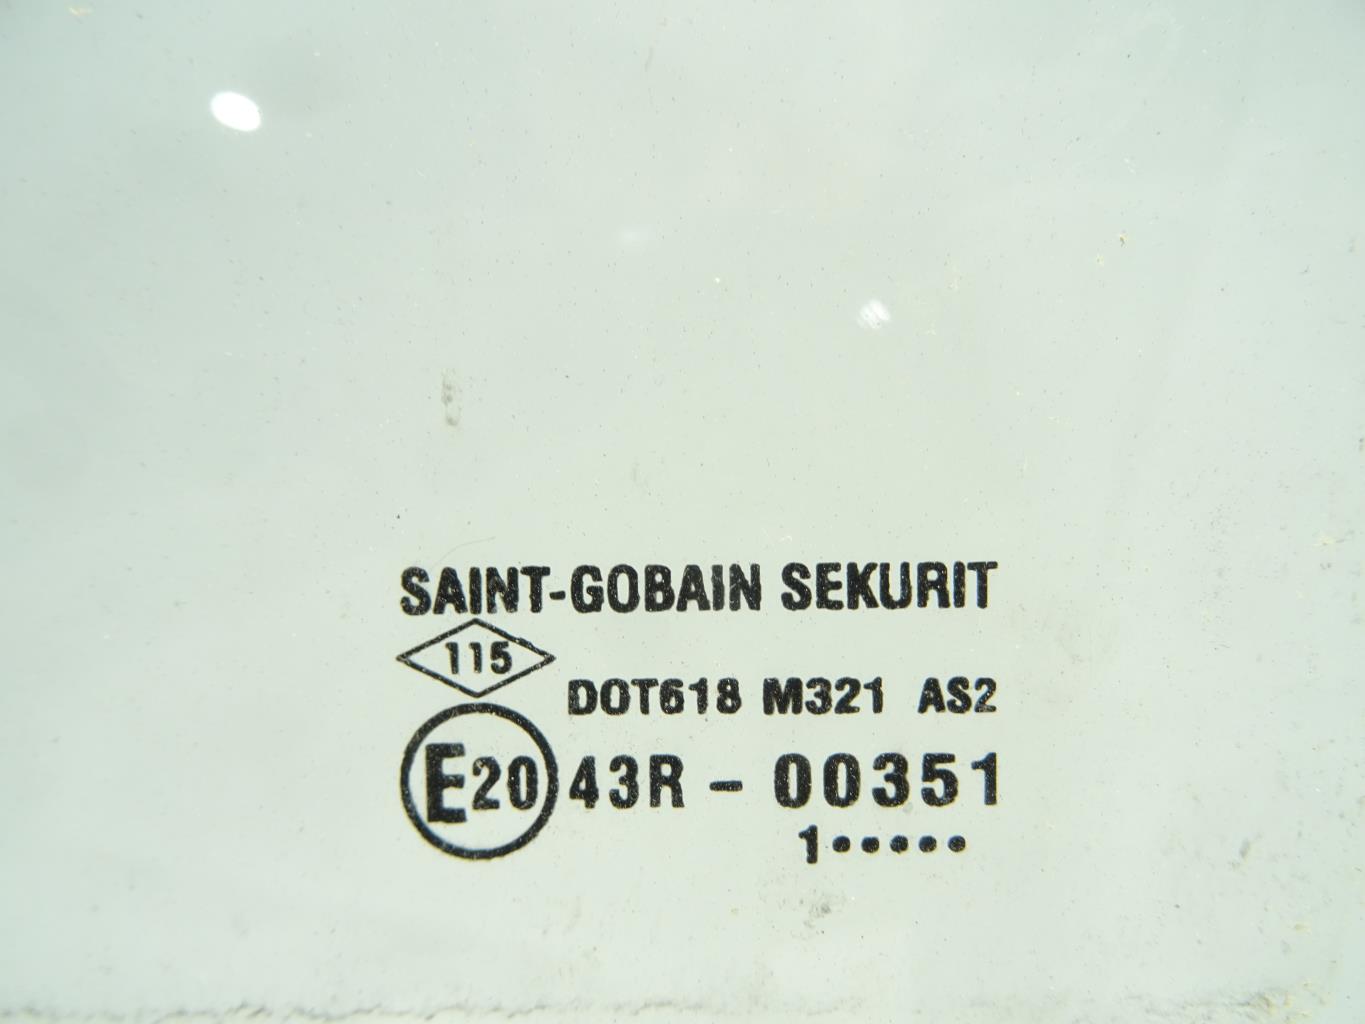 SAINT-GOBAIN SEKURIT
115
DOT618 M321 AS2
E20 43R - 00351
1•••••